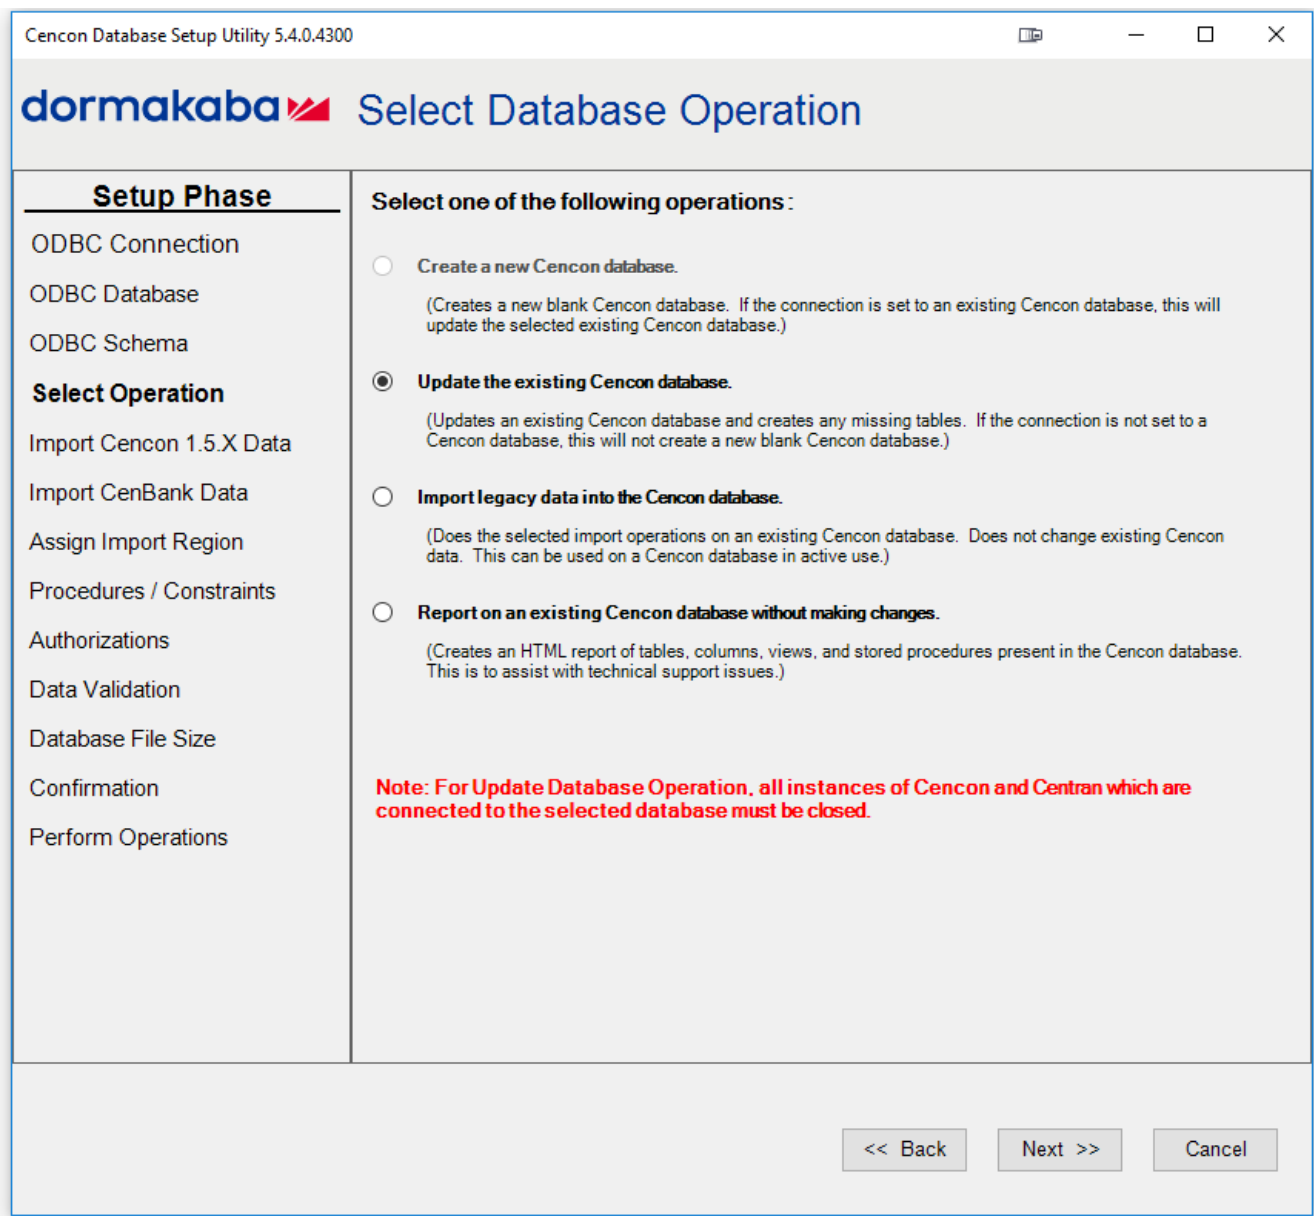 Cencon Database Setup Utility 5.4.0.4300
dormakaba
Select Database Operation
Setup Phase
ODBC Connection
ODBC Database
ODBC Schema
Select Operation
Import Cencon 1.5.X Data
Import CenBank Data
Assign Import Region
Procedures / Constraints
Authorizations
Data Validation
Database File Size
Confirmation
Perform Operations
Select one of the following operations :
Create a new Cencon database.
(Creates a new blank Cencon database. If the connection is set to an existing Cencon database, this will
update the selected existing Cencon database.)
Update the existing Cencon database.
(Updates an existing Cencon database and creates any missing tables. If the connection is not set to a
Cencon database, this will not create a new blank Cencon database.)
Import legacy data into the Cencon database.
(Does the selected import operations on an existing Cencon database. Does not change existing Cencon
data. This can be used on a Cencon database in active use.)
Report on an existing Cencon database without making changes.
(Creates an HTML report of tables, columns, views, and stored procedures present in the Cencon database.
This is to assist with technical support issues.)
Note: For Update Database Operation, all instances of Cencon and Centran which are
connected to the selected database must be closed.
<< Back
Next >>
Cancel